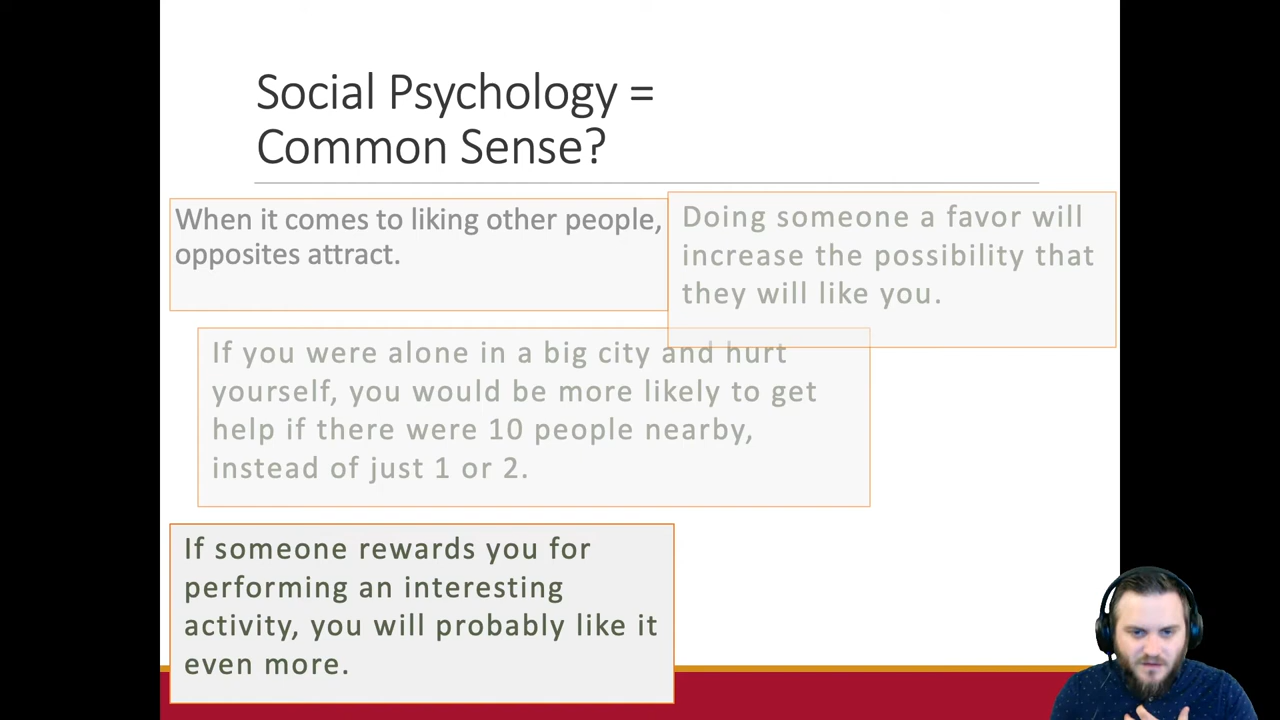 Social Psychology =
Common Sense?
When it comes to liking other people,
opposites attract.
Doing someone a favor will
increase the possibility that
they will like you.
If you were alone in a big city and hurt
yourself, you would be more likely to get
help if there were 10 people nearby,
instead of just 1 or 2.
If someone rewards you for
performing an interesting
activity, you will probably like it
even more.